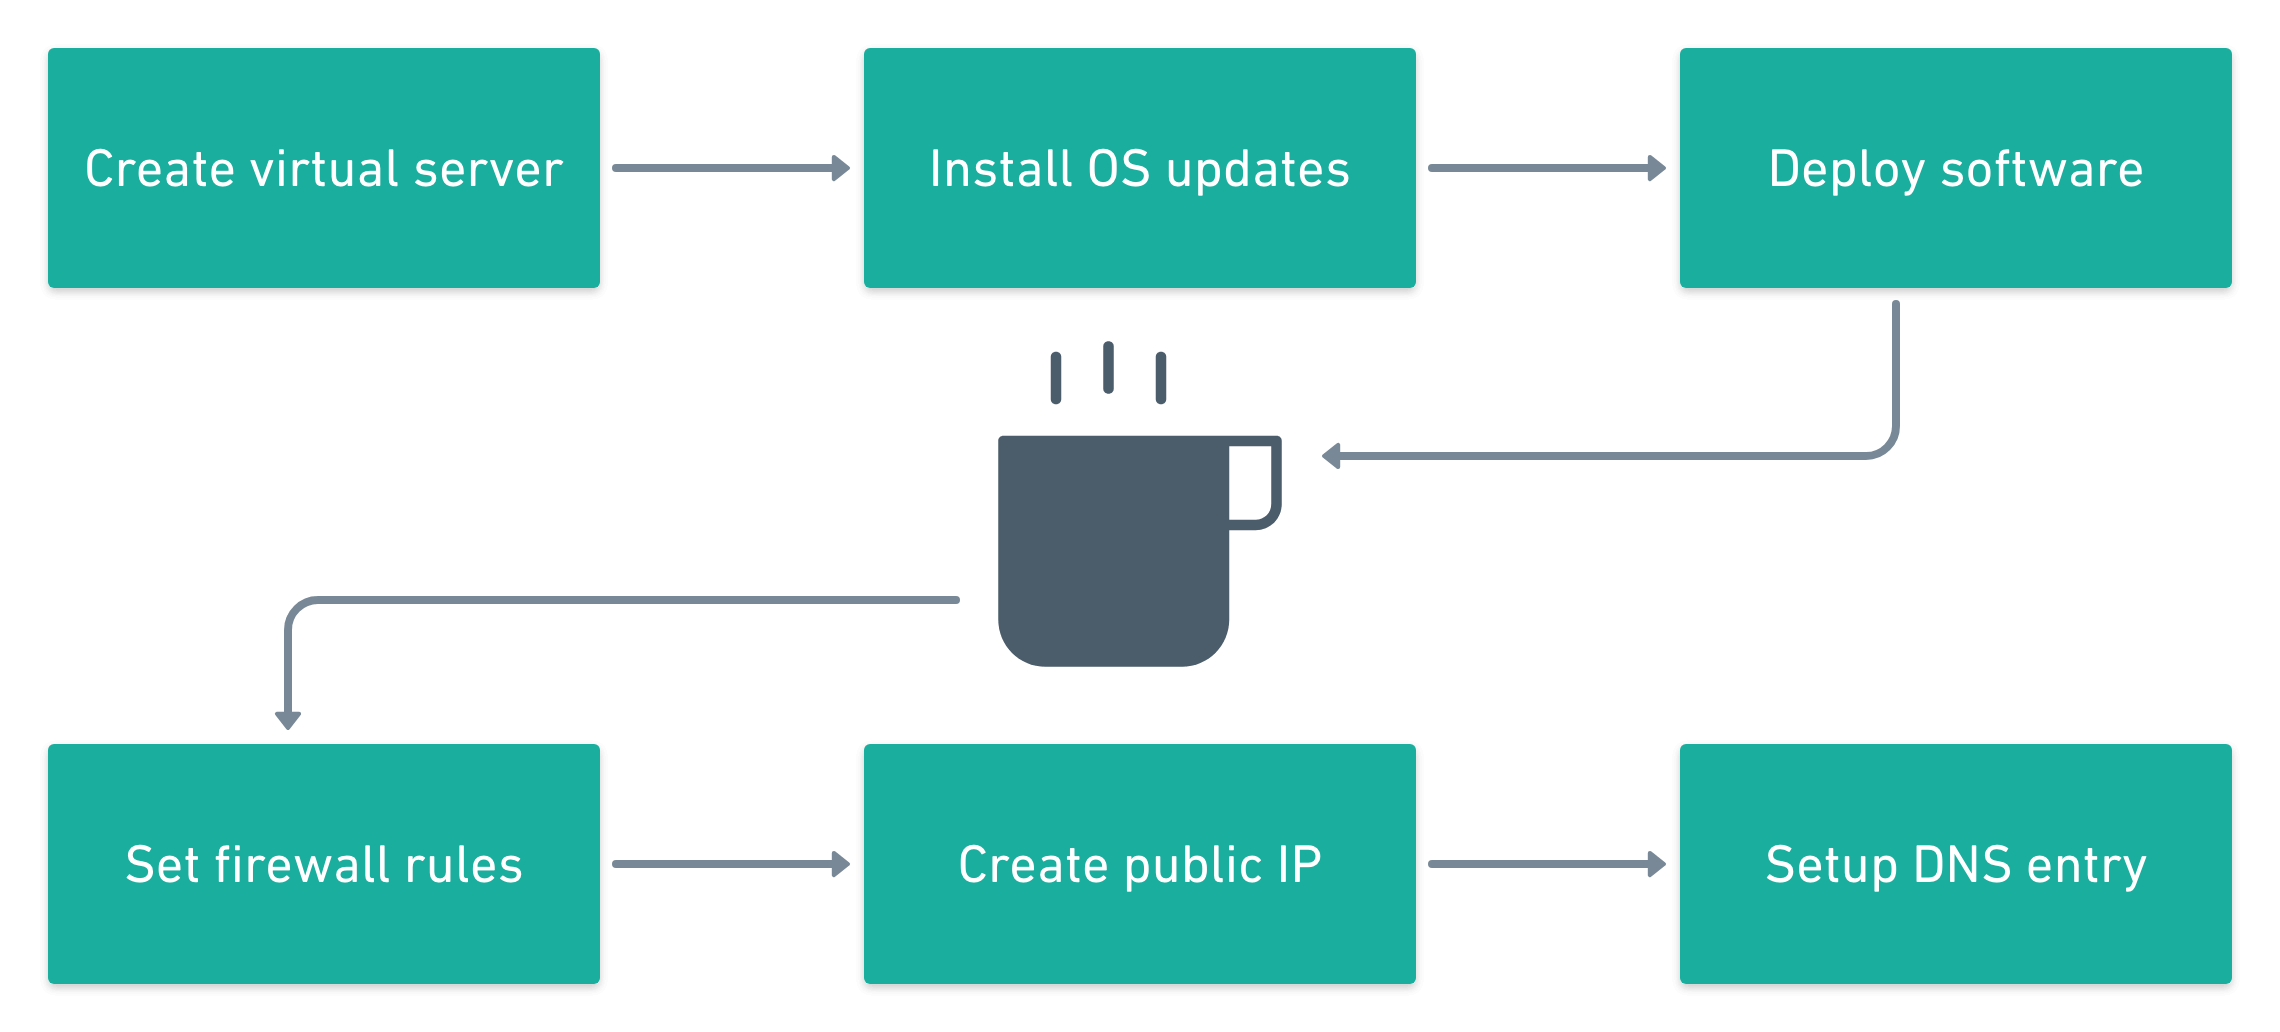 Create virtual server
Install OS updates
Deploy software
Set firewall rules
Create public IP
Setup DNS entry